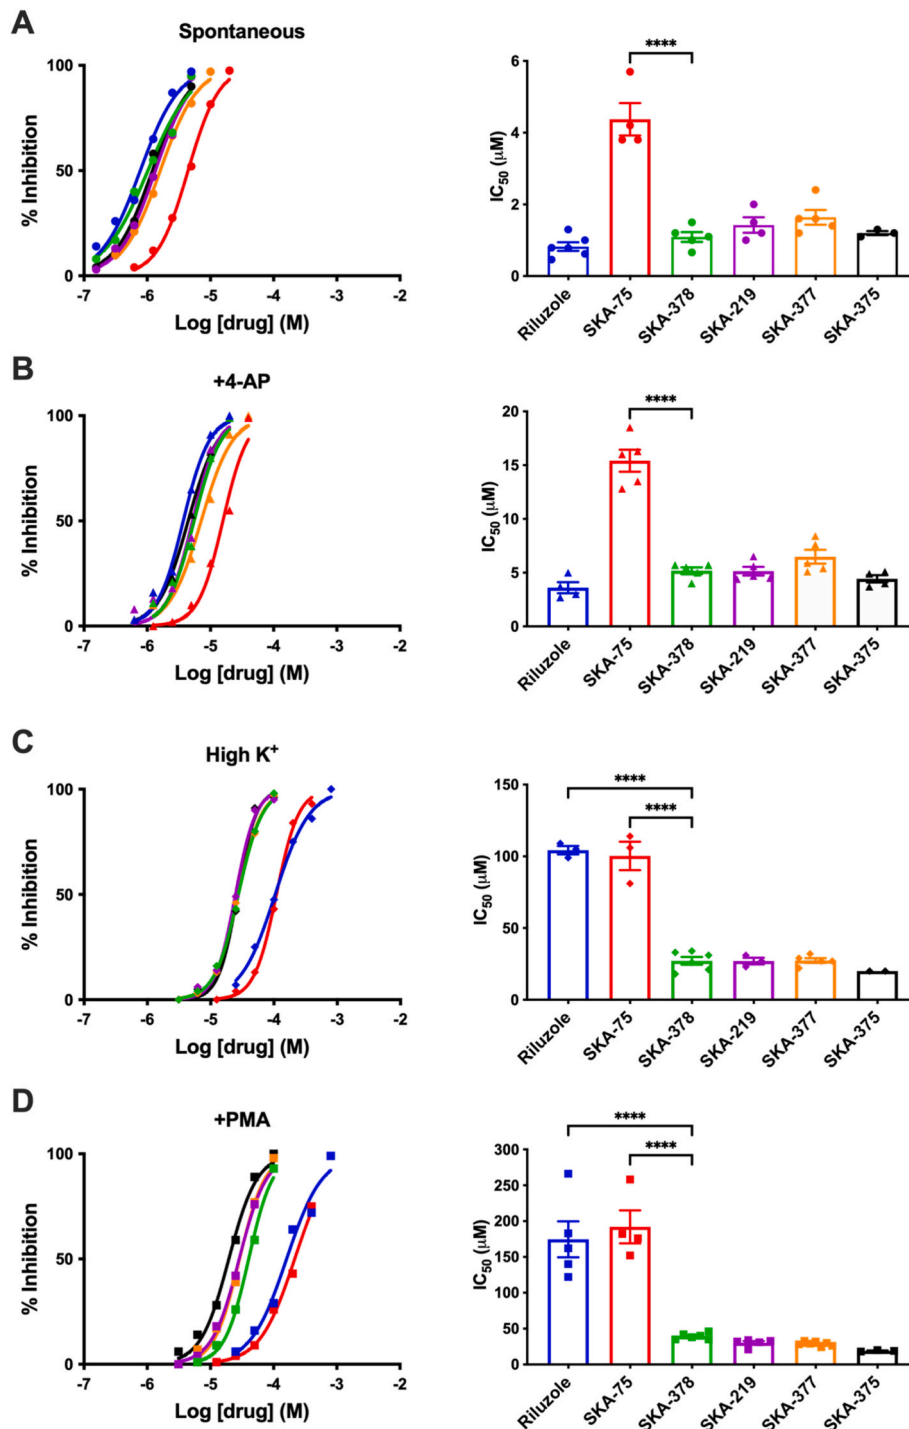 A
Spontaneous
% Inhibition
100
50
0
-7 -6 -5 -4 -3 -2
Log [drug] (M)
****
IC50 (μM)
6
4
2
0
Riluzole SKA-75 SKA-378 SKA-219 SKA-377 SKA-375
B
+4-AP
% Inhibition
100
50
0
-7 -6 -5 -4 -3 -2
Log [drug] (M)
****
IC50 (μM)
20
15
10
5
0
Riluzole SKA-75 SKA-378 SKA-219 SKA-377 SKA-375
C
High K+
% Inhibition
100
50
0
-7 -6 -5 -4 -3 -2
Log [drug] (M)
****
****
IC50 (μM)
150
100
50
0
Riluzole SKA-75 SKA-378 SKA-219 SKA-377 SKA-375
D
+PMA
% Inhibition
100
50
0
-7 -6 -5 -4 -3 -2
Log [drug] (M)
****
****
IC50 (μM)
300
250
200
150
100
50
0
Riluzole SKA-75 SKA-378 SKA-219 SKA-377 SKA-375